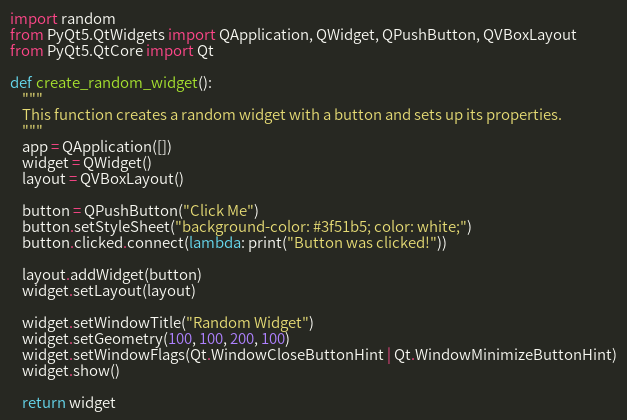 import random
from PyQt5.QtWidgets import QApplication, QWidget, QPushButton, QVBoxLayout
from PyQt5.QtCore import Qt

def create_random_widget():
    """
    This function creates a random widget with a button and sets up its properties.
    """
    app = QApplication([])
    widget = QWidget()
    layout = QVBoxLayout()

    button = QPushButton("Click Me")
    button.setStyleSheet("background-color: #3f51b5; color: white;")
    button.clicked.connect(lambda: print("Button was clicked!"))

    layout.addWidget(button)
    widget.setLayout(layout)

    widget.setWindowTitle("Random Widget")
    widget.setGeometry(100, 100, 200, 100)
    widget.setWindowFlags(Qt.WindowCloseButtonHint | Qt.WindowMinimizeButtonHint)
    widget.show()

    return widget